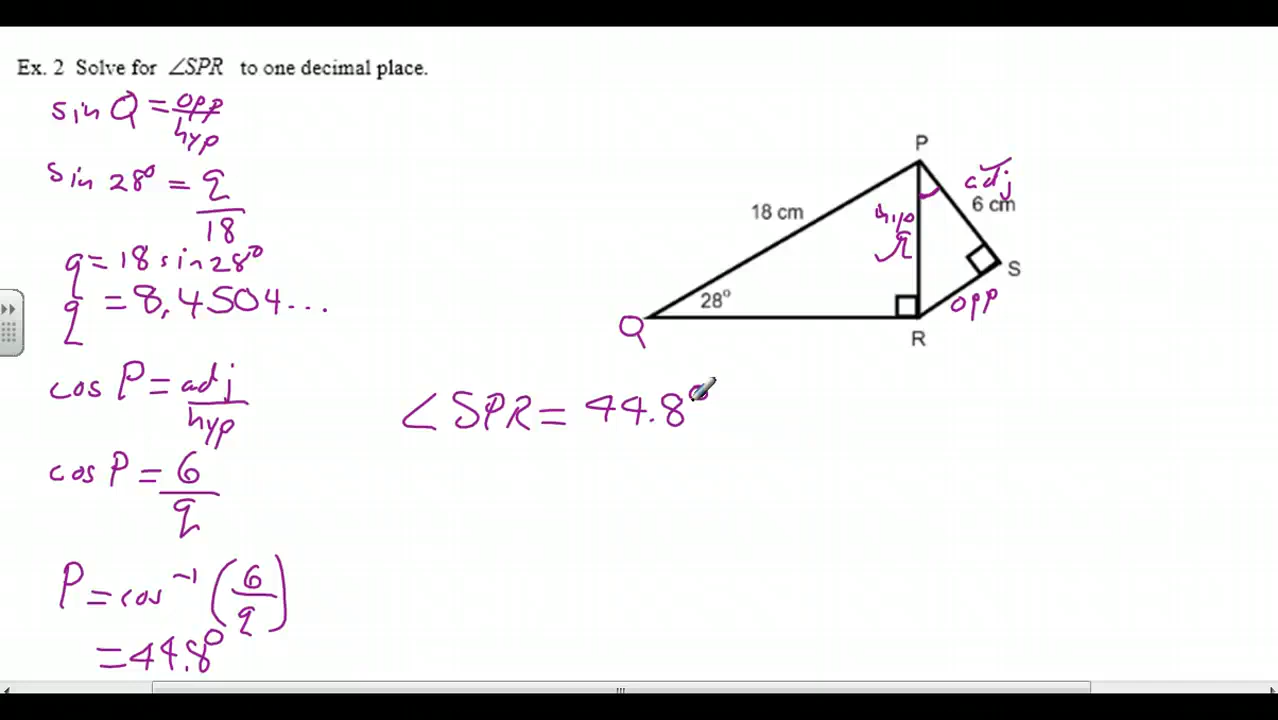 Ex. 2 Solve for ∠SPR to one decimal place.
sin Q = opp
hyp
sin 28° = q
18
q = 18 sin 28°
q = 8.4504...
cos P = adj
hyp
cos P = 6
q
P = cos⁻¹ (6
q)
= 44.8°
∠SPR = 44.8°
P
adj
18 cm
hyp
6 cm
q
S
28°
opp
Q
R